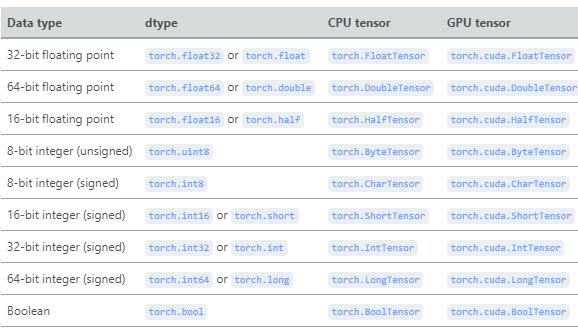 Data type dtype CPU tensor GPU tensor
32-bit floating point torch.float32 or torch.float torch.FloatTensor torch.cuda.FloatTensor
64-bit floating point torch.float64 or torch.double torch.DoubleTensor torch.cuda.DoubleTensor
16-bit floating point torch.float16 or torch.half torch.HalfTensor torch.cuda.HalfTensor
8-bit integer (unsigned) torch.uint8 torch.ByteTensor torch.cuda.ByteTensor
8-bit integer (signed) torch.int8 torch.CharTensor torch.cuda.CharTensor
16-bit integer (signed) torch.int16 or torch.short torch.ShortTensor torch.cuda.ShortTensor
32-bit integer (signed) torch.int32 or torch.int torch.IntTensor torch.cuda.IntTensor
64-bit integer (signed) torch.int64 or torch.long torch.LongTensor torch.cuda.LongTensor
Boolean torch.bool torch.BoolTensor torch.cuda.BoolTensor